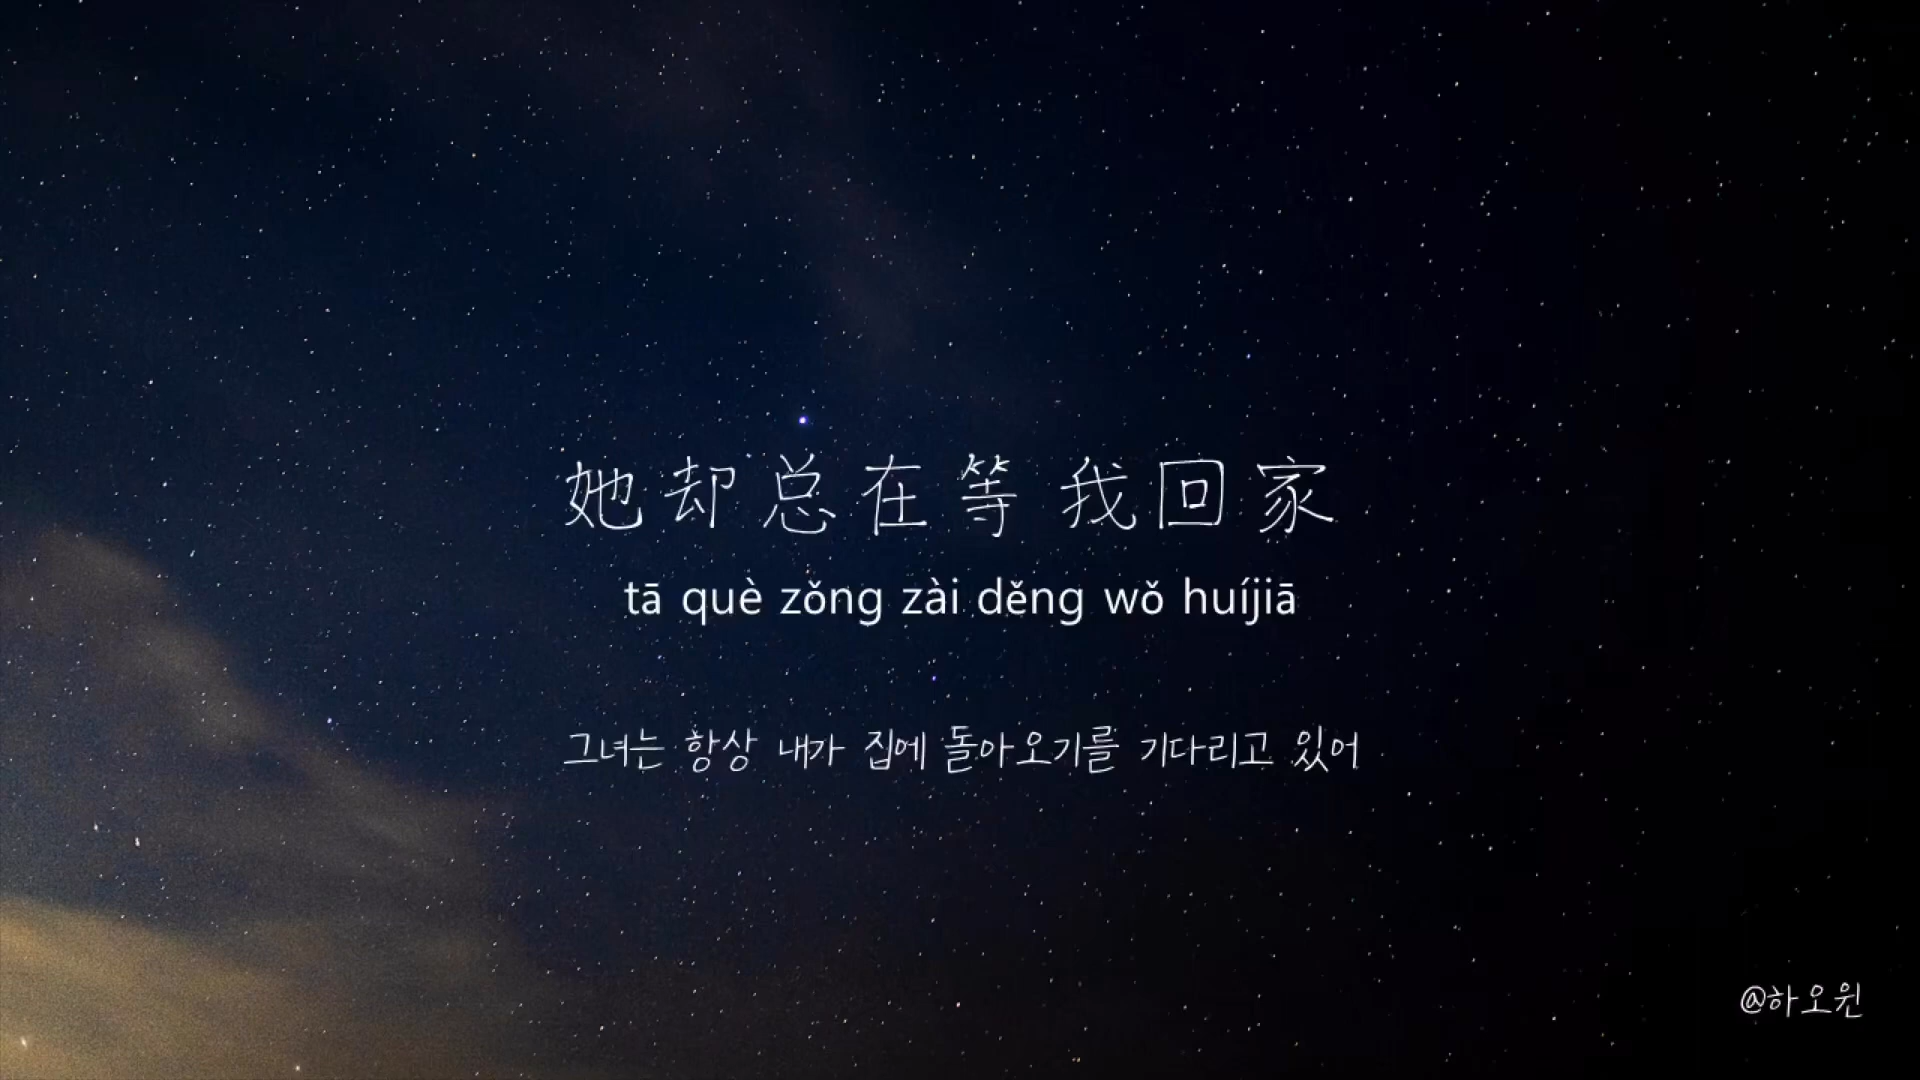 她却总在等 我回家
tā què zǒng zài děng wǒ huíjiā
그녀는 항상 내가 집에 돌아오기를 기다리고 있어
@하오원